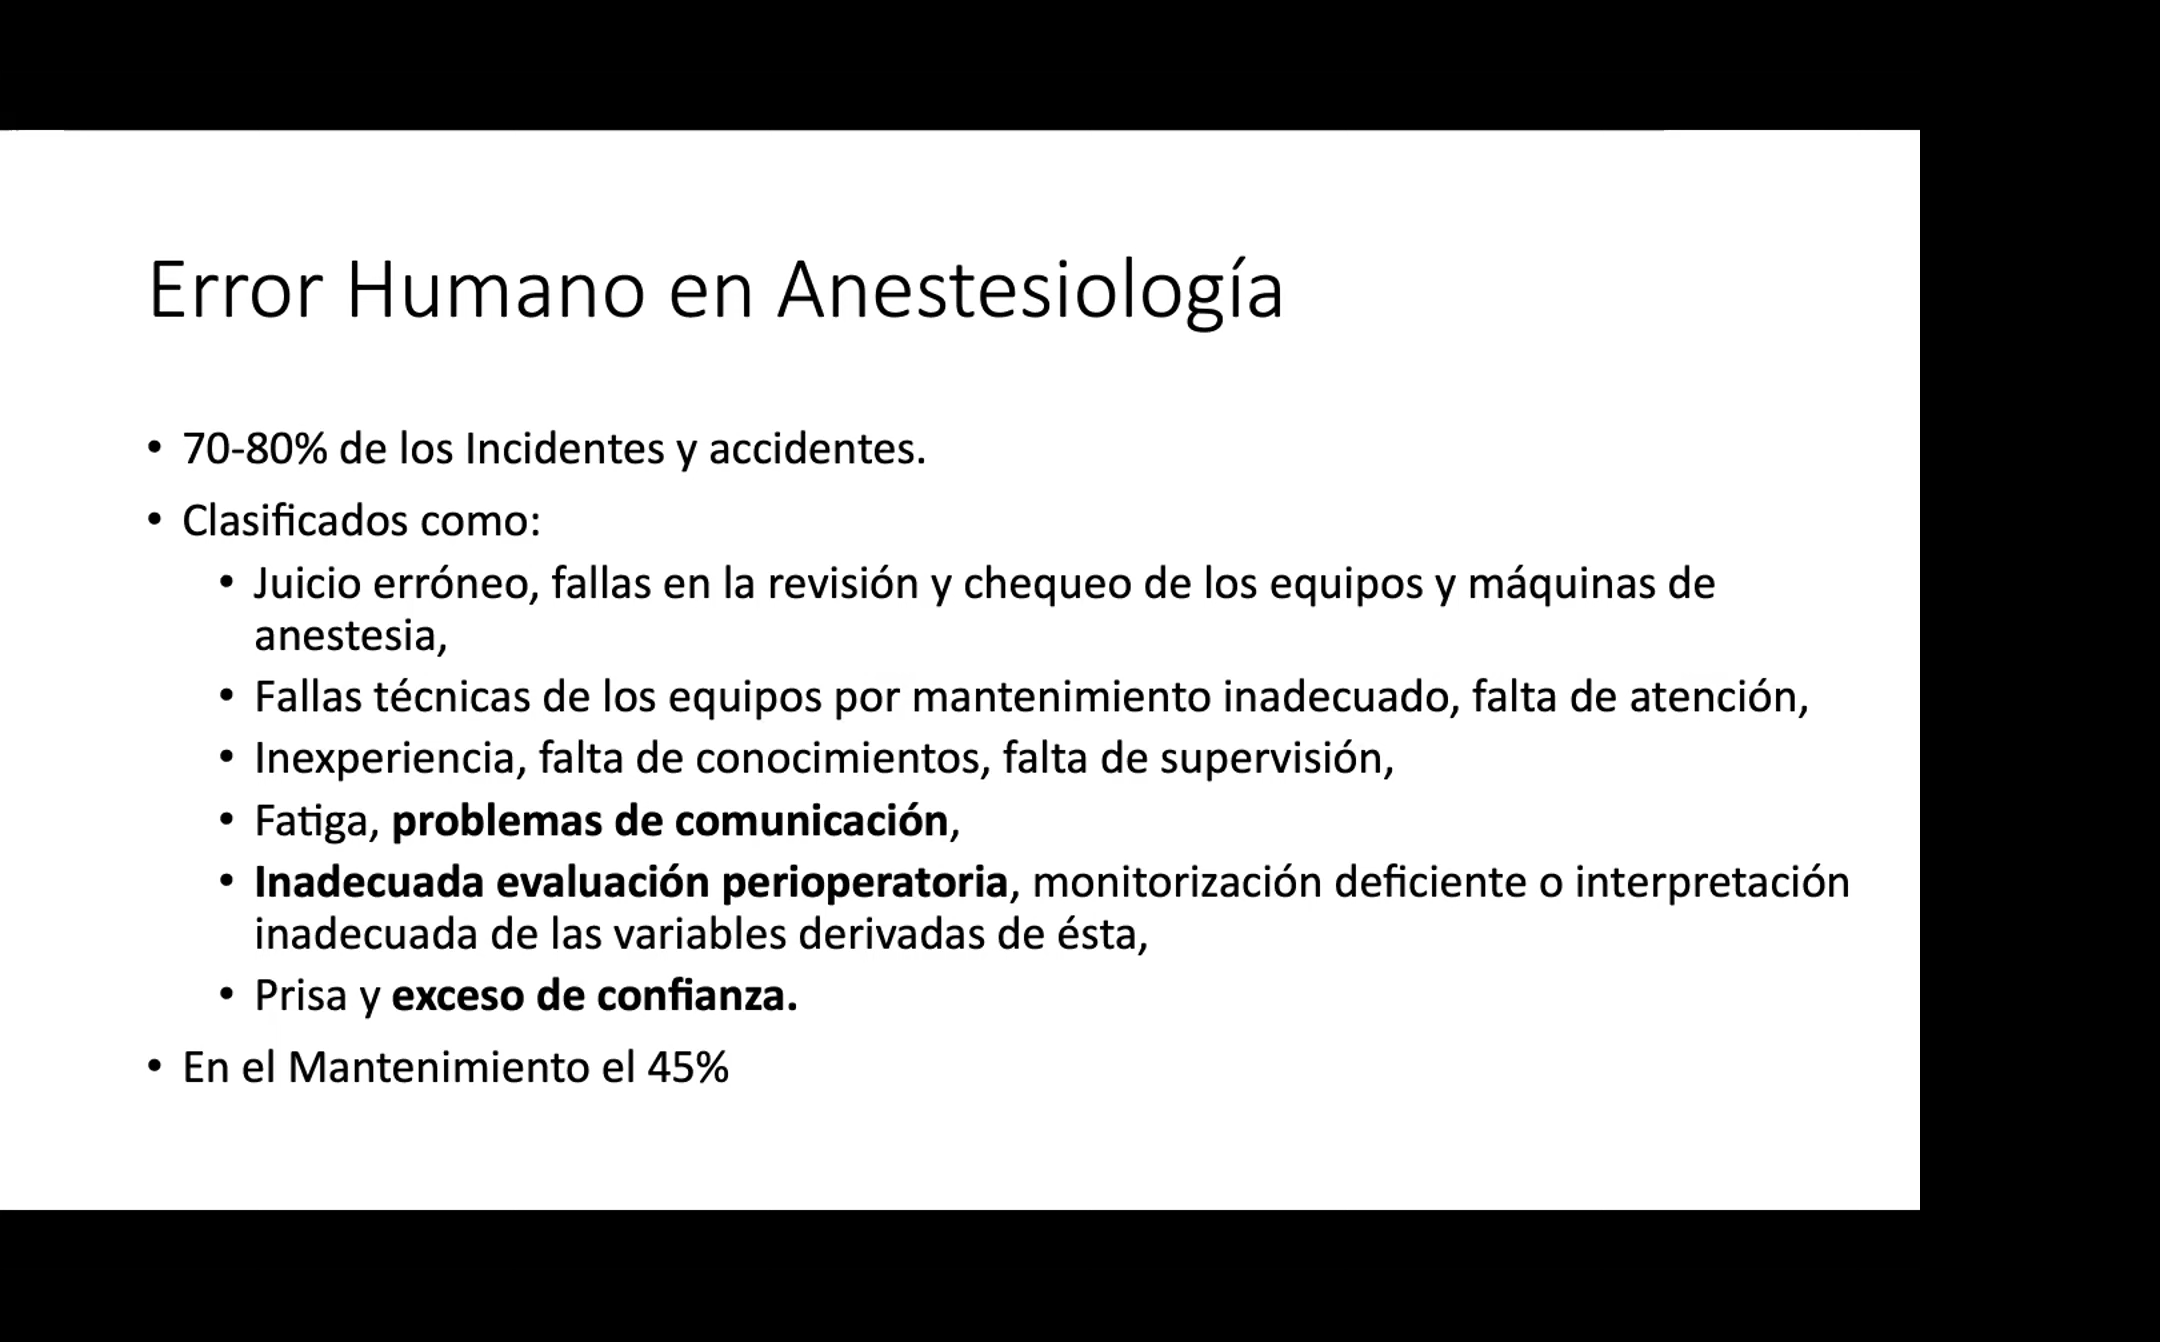 Error Humano en Anestesiología
• 70-80% de los Incidentes y accidentes.
• Clasificados como:
• Juicio erróneo, fallas en la revisión y chequeo de los equipos y máquinas de
anestesia,
• Fallas técnicas de los equipos por mantenimiento inadecuado, falta de atención,
• Inexperiencia, falta de conocimientos, falta de supervisión,
• Fatiga, problemas de comunicación,
• Inadecuada evaluación perioperatoria, monitorización deficiente o interpretación
inadecuada de las variables derivadas de ésta,
• Prisa y exceso de confianza.
• En el Mantenimiento el 45%